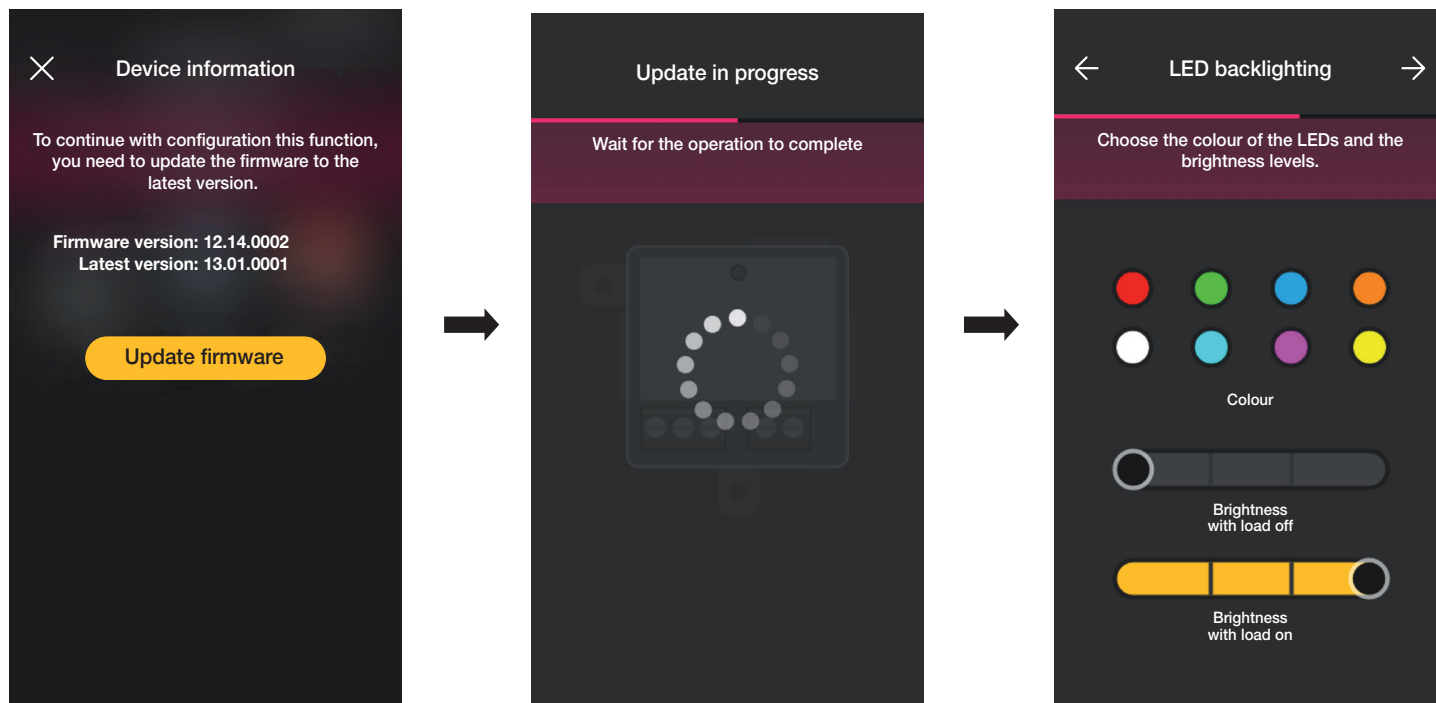 Device information
To continue with configuration this function,
you need to update the firmware to the
latest version.
Firmware version: 12.14.0002
Latest version: 13.01.0001
Update firmware
Update in progress
Wait for the operation to complete
LED backlighting
Choose the colour of the LEDs and the
brightness levels.
Colour
Brightness
with load off
Brightness
with load on